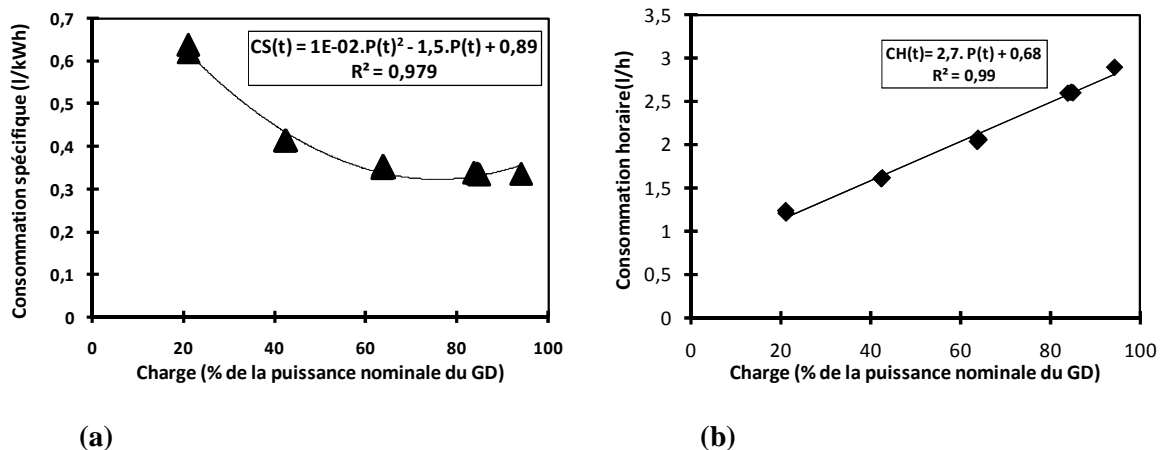 Consommation spécifique (l/kWh)
0,7
0,6
0,5
0,4
0,3
0,2
0,1
0
CS(t) = 1E-02.P(t)² - 1,5.P(t) + 0,89
R² = 0,979
0 20 40 60 80 100
Charge (% de la puissance nominale du GD)
(a)
Consommation horaire(l/h)
3,5
3
2,5
2
1,5
1
0,5
0
CH(t)= 2,7. P(t) + 0,68
R² = 0,99
0 20 40 60 80 100
Charge (% de la puissance nominale du GD)
(b)